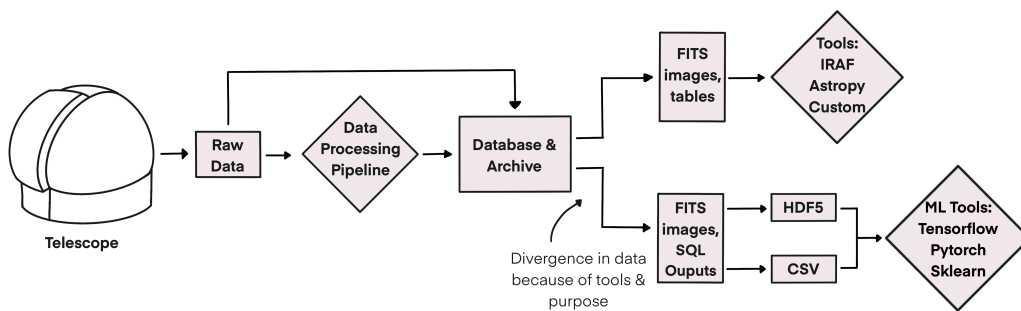 Telescope
Raw
Data
Data
Processing
Pipeline
Database &
Archive
Divergence in data
because of tools &
purpose
FITS
images,
tables
Tools:
IRAF
Astropy
Custom
FITS
images,
SQL
Ouputs
HDF5
CSV
ML Tools:
Tensorflow
Pytorch
Sklearn